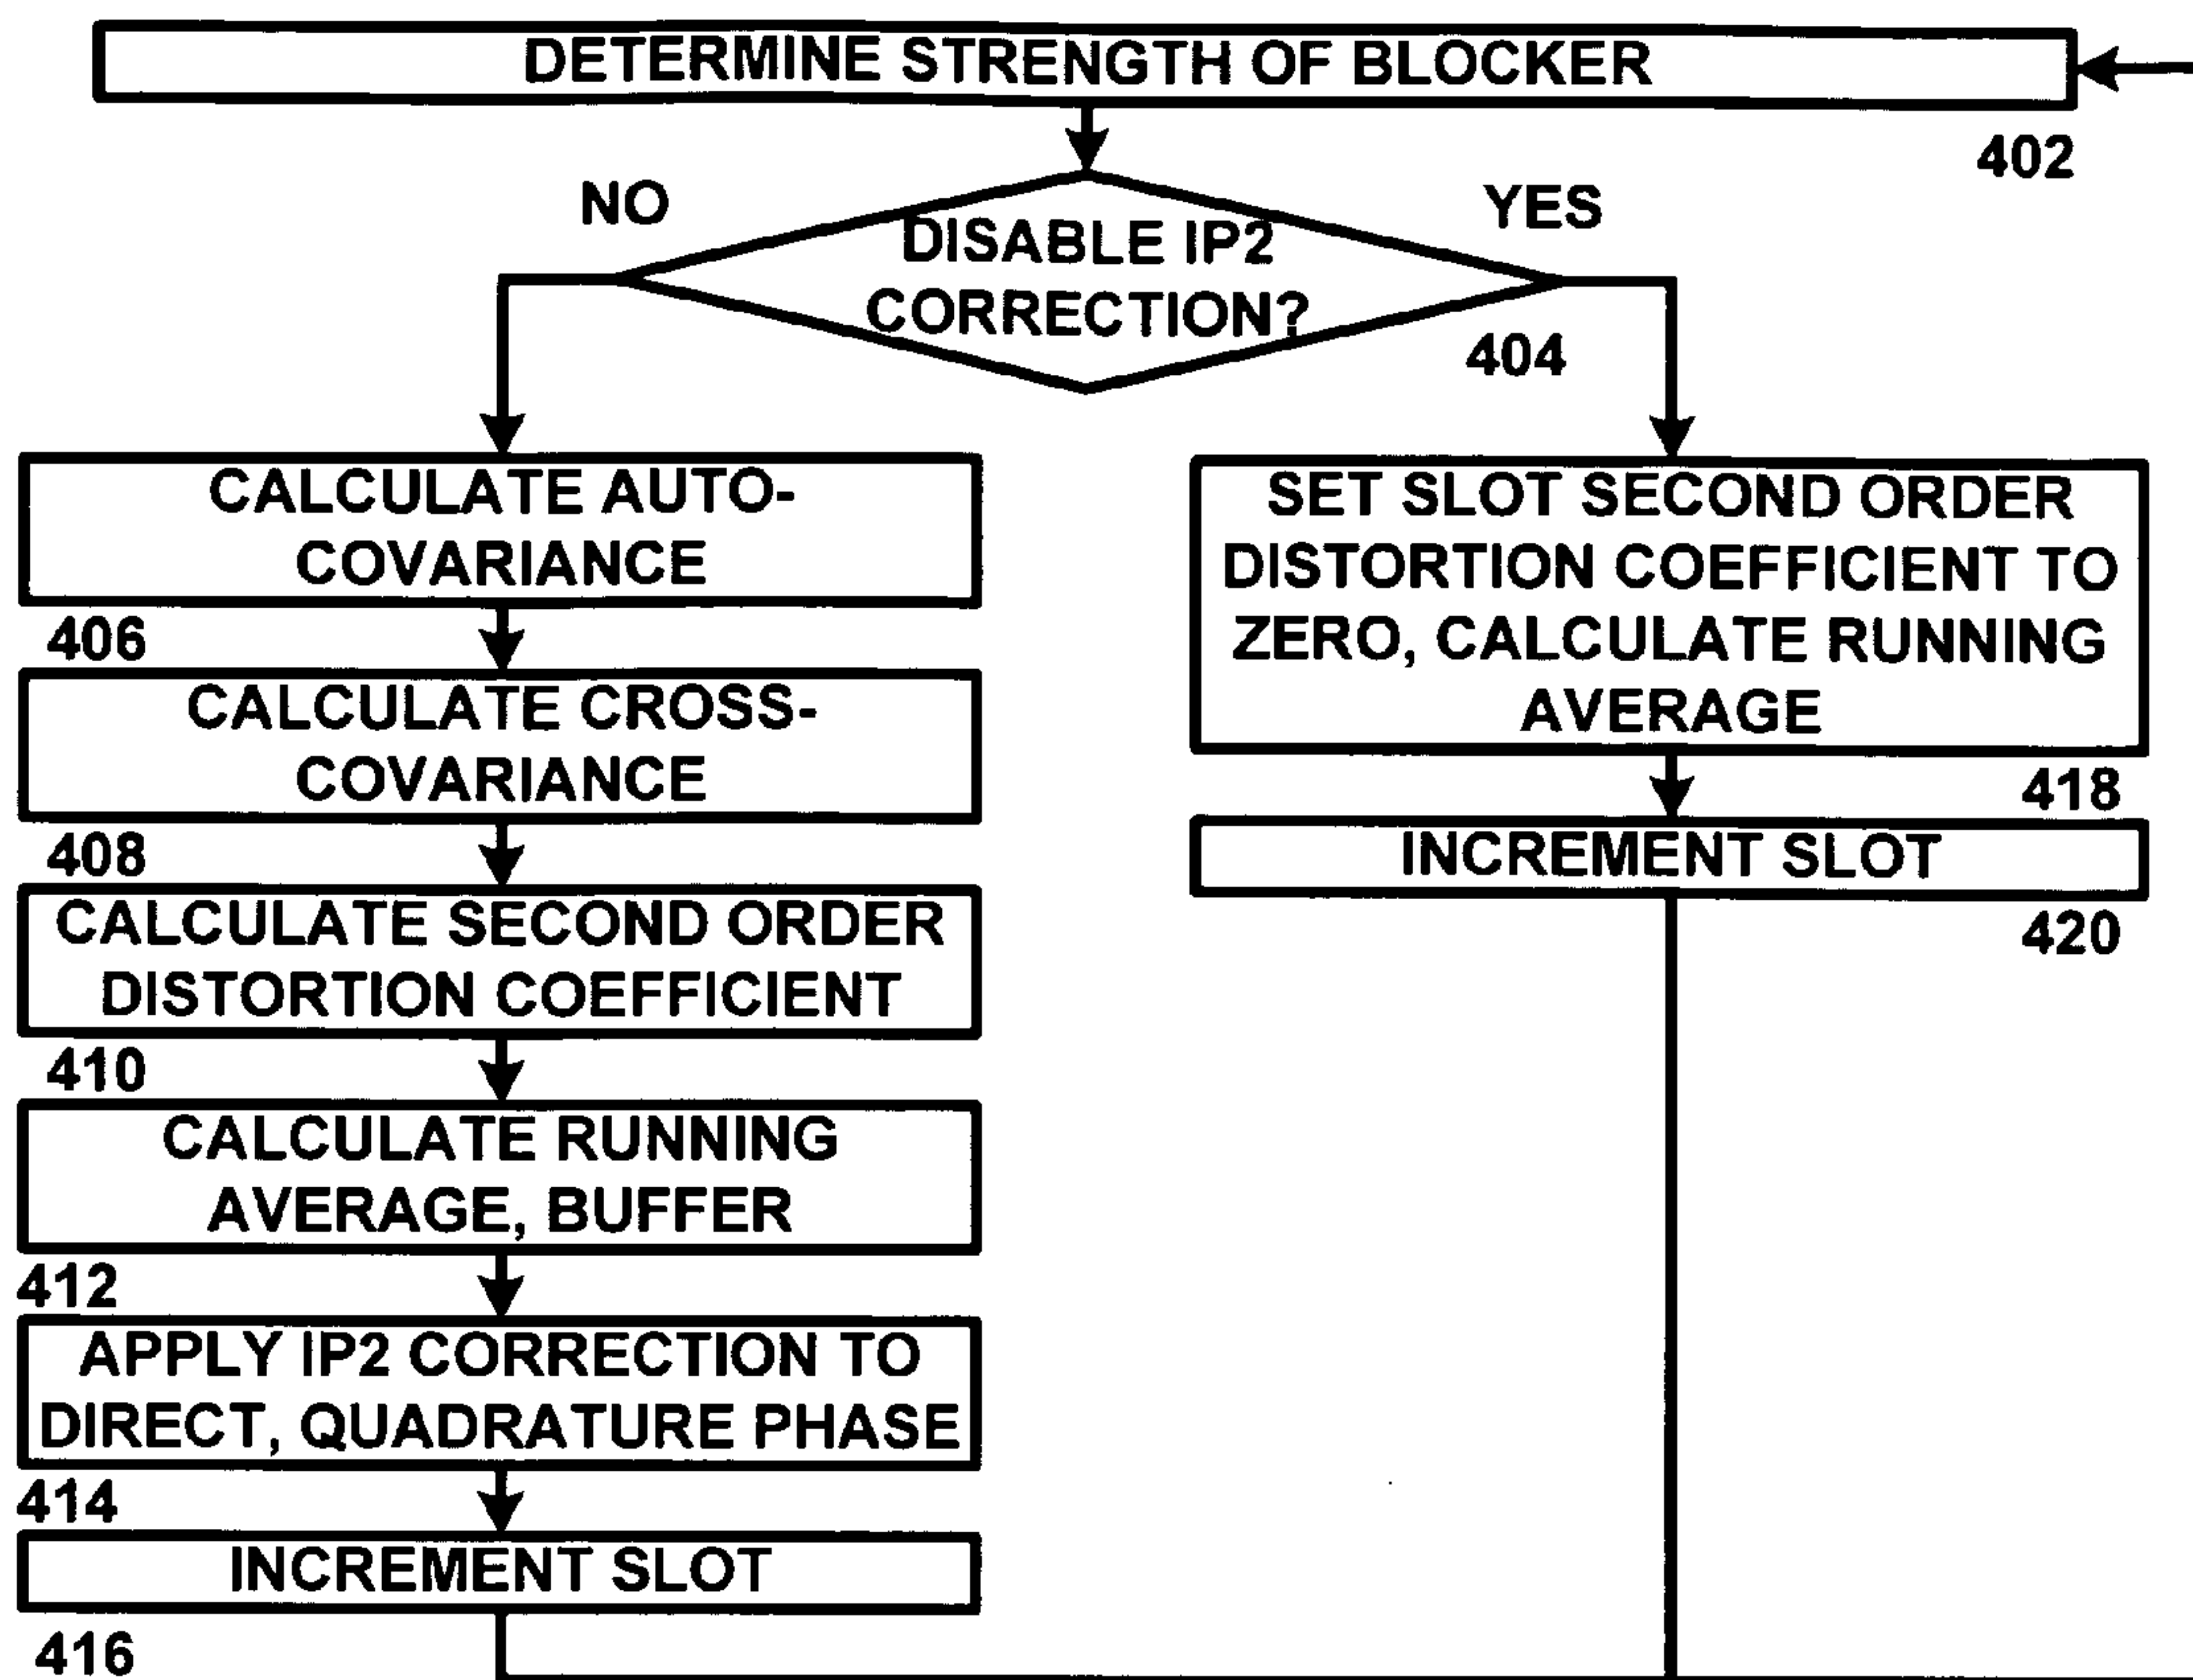 DETERMINE STRENGTH OF BLOCKER
402
NO
YES
DISABLE IP2
CORRECTION?
404
CALCULATE AUTO-
COVARIANCE
406
CALCULATE CROSS-
COVARIANCE
408
CALCULATE SECOND ORDER
DISTORTION COEFFICIENT
410
CALCULATE RUNNING
AVERAGE, BUFFER
412
APPLY IP2 CORRECTION TO
DIRECT, QUADRATURE PHASE
414
INCREMENT SLOT
416
SET SLOT SECOND ORDER
DISTORTION COEFFICIENT TO
ZERO, CALCULATE RUNNING
AVERAGE
418
INCREMENT SLOT
420